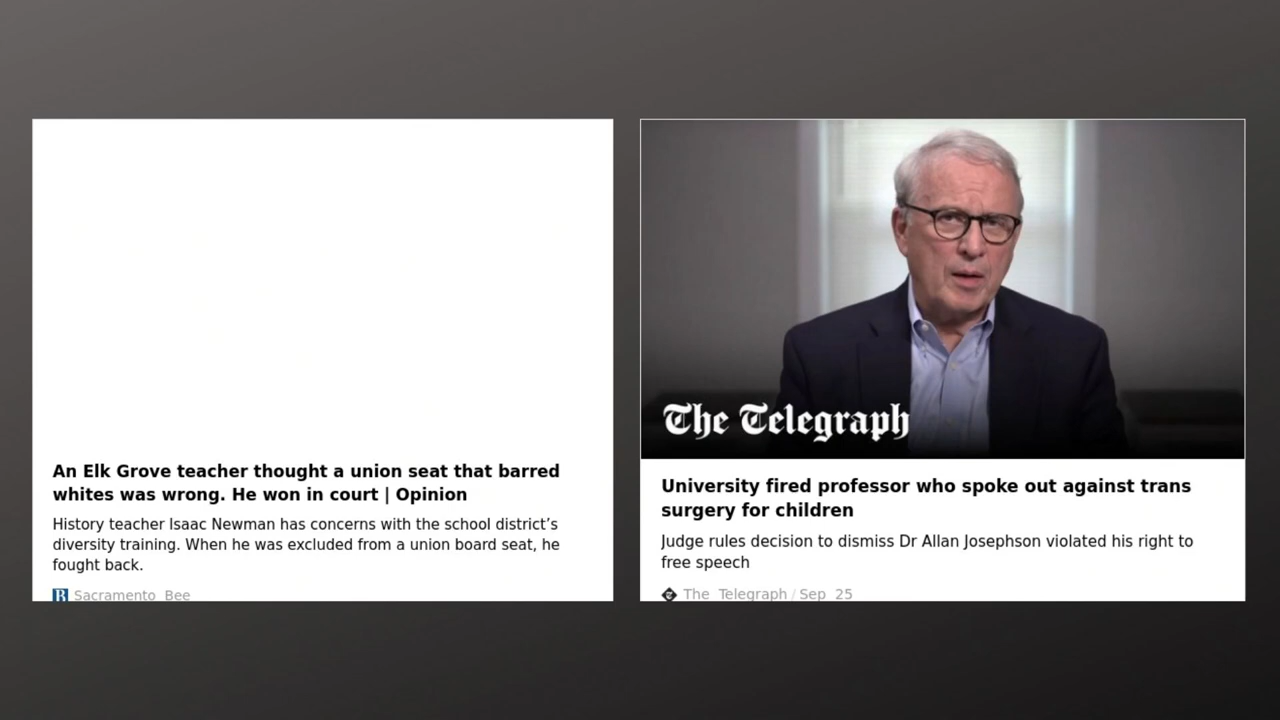 An Elk Grove teacher thought a union seat that barred
whites was wrong. He won in court | Opinion
History teacher Isaac Newman has concerns with the school district's
diversity training. When he was excluded from a union board seat, he
fought back.
B Sacramento Bee
The Telegraph
University fired professor who spoke out against trans
surgery for children
Judge rules decision to dismiss Dr Allan Josephson violated his right to
free speech
The Telegraph / Sep 25